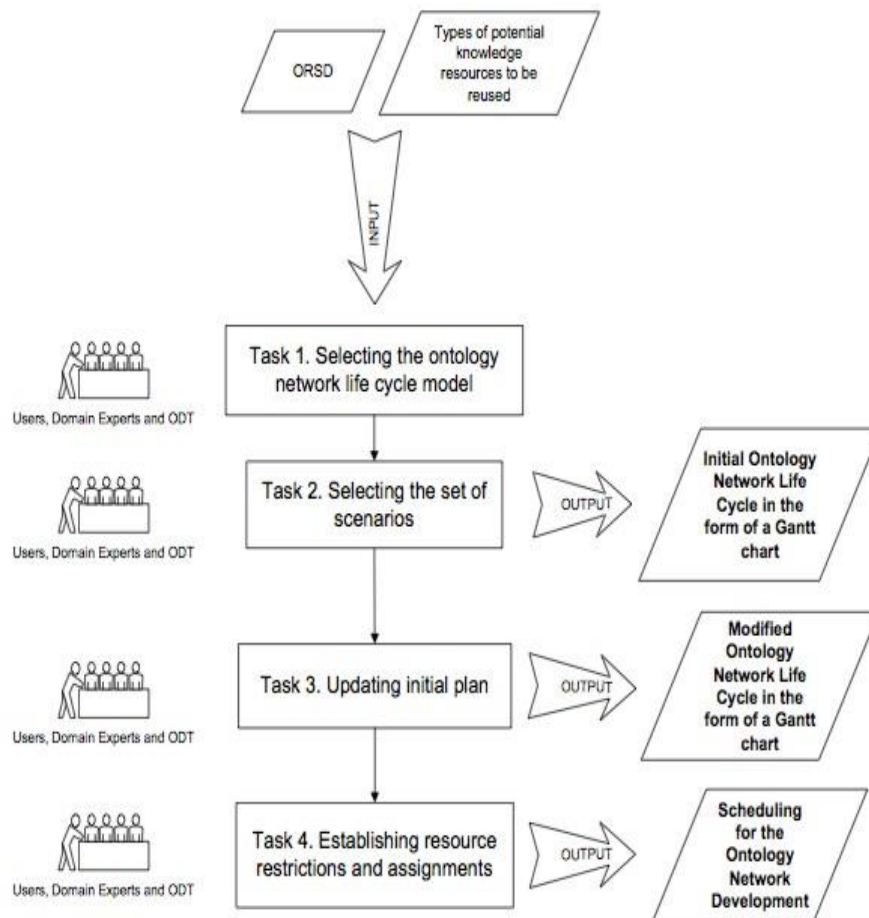 ORSD
Types of potential
knowledge
resources to be
reused
INPUT
Task 1. Selecting the ontology
network life cycle model
Users, Domain Experts and ODT
Task 2. Selecting the set of
scenarios
Users, Domain Experts and ODT
OUTPUT
Initial Ontology
Network Life
Cycle in the
form of a Gantt
chart
Task 3. Updating initial plan
Users, Domain Experts and ODT
OUTPUT
Modified
Ontology
Network Life
Cycle in the
form of a Gantt
chart
Task 4. Establishing resource
restrictions and assignments
Users, Domain Experts and ODT
OUTPUT
Scheduling
for the
Ontology
Network
Development